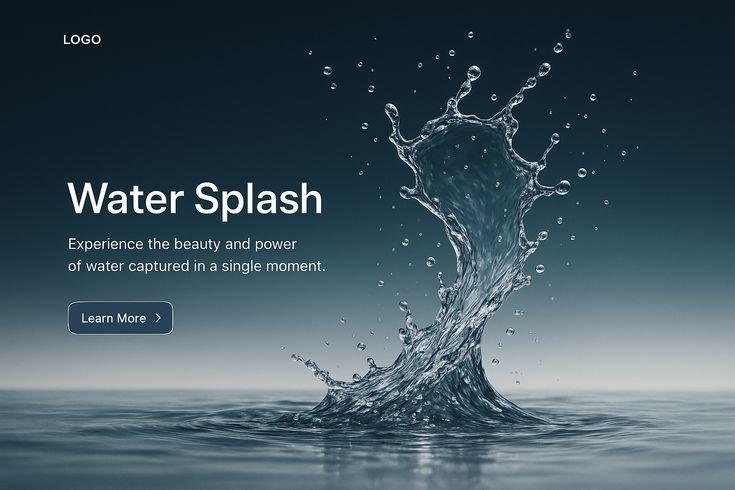 LOGO
Water Splash
Experience the beauty and power
of water captured in a single moment.
Learn More >